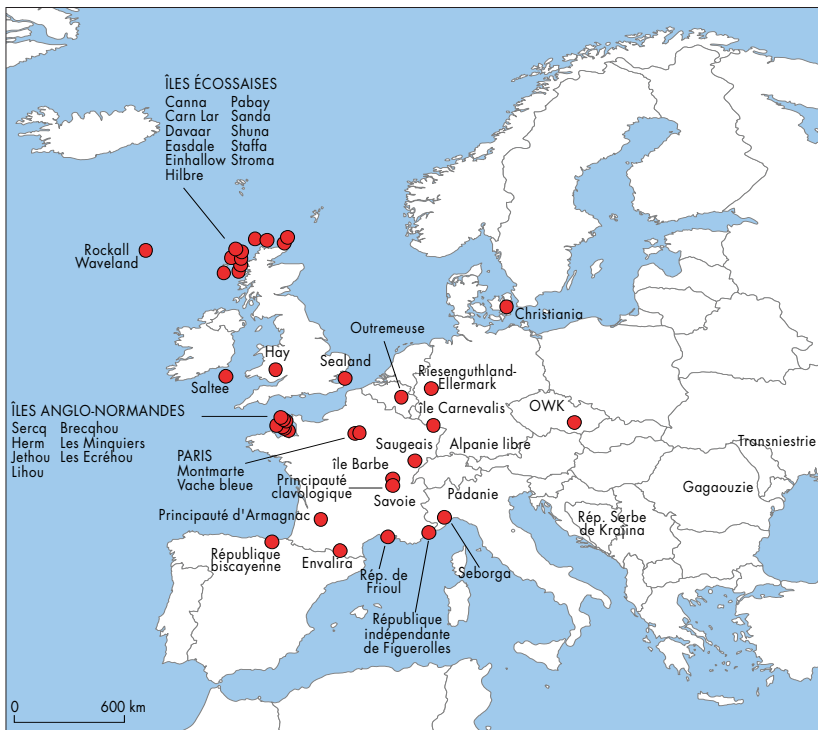 ÎLES ÉCOSSAISES
Canna Pabay
Carn Lar Sanda
Davaar Shuna
Easdale Staffa
Einhallow Stroma
Hilbre
Rockall
Waveland
Christiania
Outremeuse
Hay
Sealand
Riesenguthland-
Ellermark
Saltee
ÎLES ANGLO-NORMANDES
Sercq Brecqhou
Herm Les Minquiers
Jethou Les Ecréhou
Lihou
île Carnevalis
OWK
PARIS
Montmarte
Vache bleue
Saugeais
Alpanie libre
Transniestrie
île Barbe
Principauté
clavologique
Savoie
Padanie
Gagaouzie
Principauté d'Armagnac
Rép. Serbe
de Krajina
République
biscayenne
Envalira
Rép. de
Frioul
Seborga
République
indépendante
de Figuerolles
0 600 km